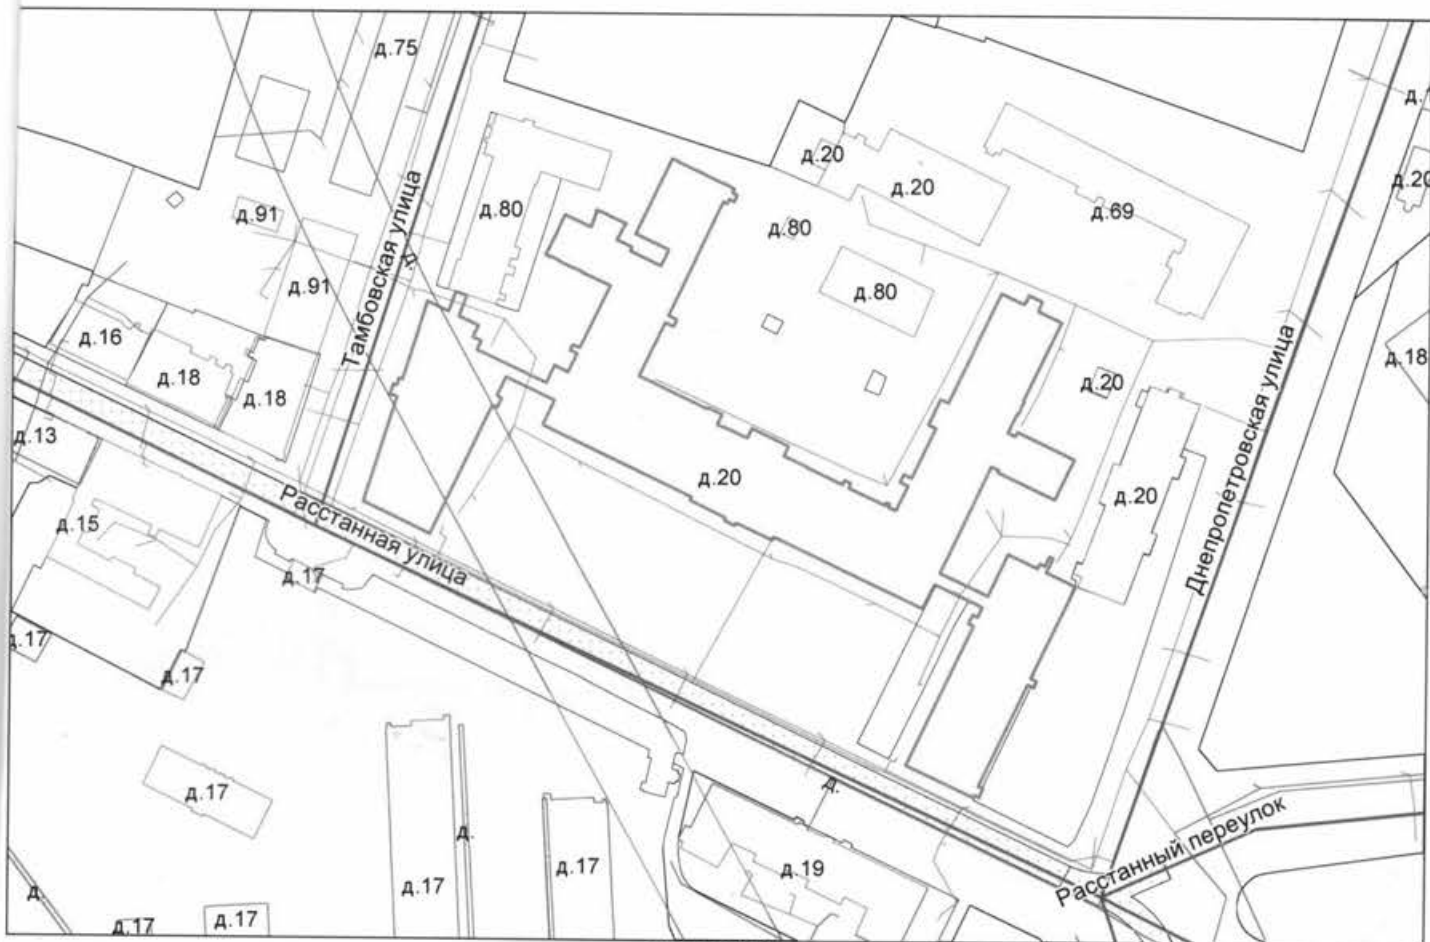 д.75
д.
д.20
д.20
д.20
д.69
д.91
д.80
д.80
д.91
д.80
Тамбовская улица
д.
д.16
д.18
д.18
д.18
д.20
д.13
д.20
д.20
Днепропетровская улица
д.15
Расстанная улица
д.17
д.17
д.17
д.17
д.
д.
д.17
д.17
д.19
Расстанный переулок
д.
д.17
д.17